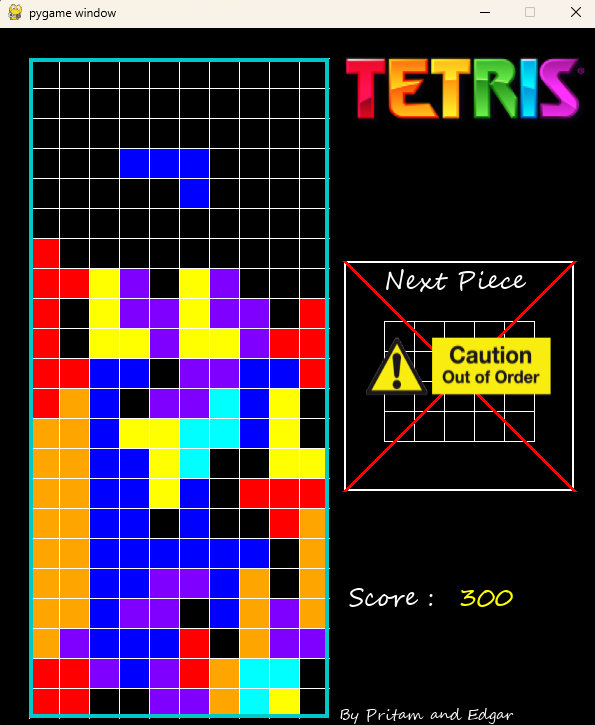 pygame window
TETRIS
Next Piece
Caution
Out of Order
Score : 300
By Pritam and Edgar